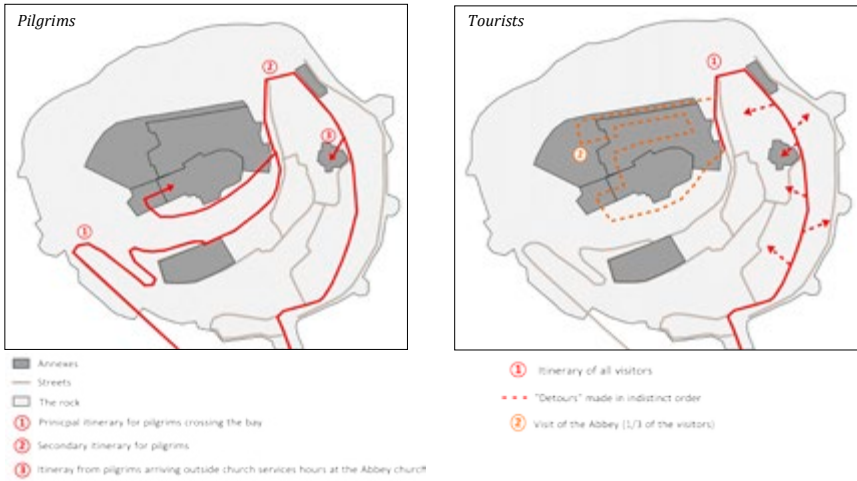 Pilgrims
2
3
1
Annexes
Streets
The rock
1 Prinicpal itinerary for pilgrims crossing the bay
2 Secondary itinerary for pilgrims
3 Itineray from pilgrims arriving outside church services hours at the Abbey church
Tourists
1
2
1 Itinerary of all visitors
"Detours" made in indistinct order
2 Visit of the Abbey (1/3 of the visitors)